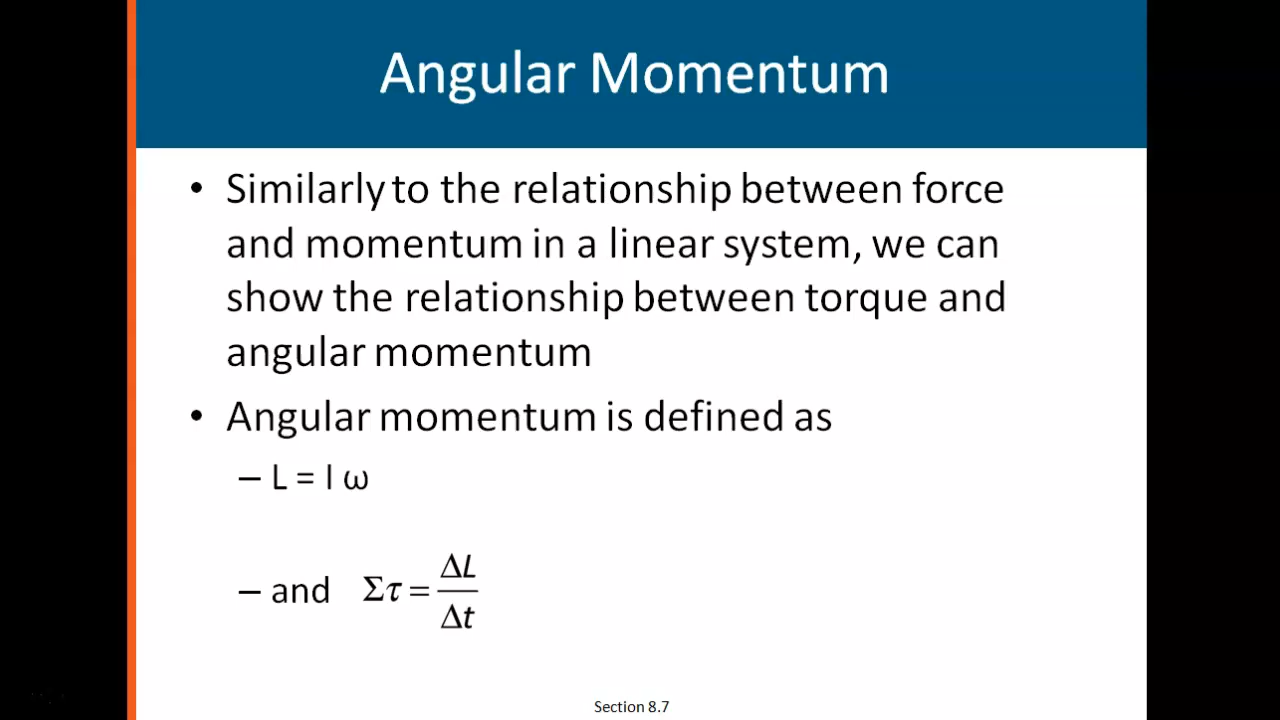 Angular Momentum
• Similarly to the relationship between force
and momentum in a linear system, we can
show the relationship between torque and
angular momentum
• Angular momentum is defined as
– L = I ω
– and Στ = ΔL/Δt
Section 8.7